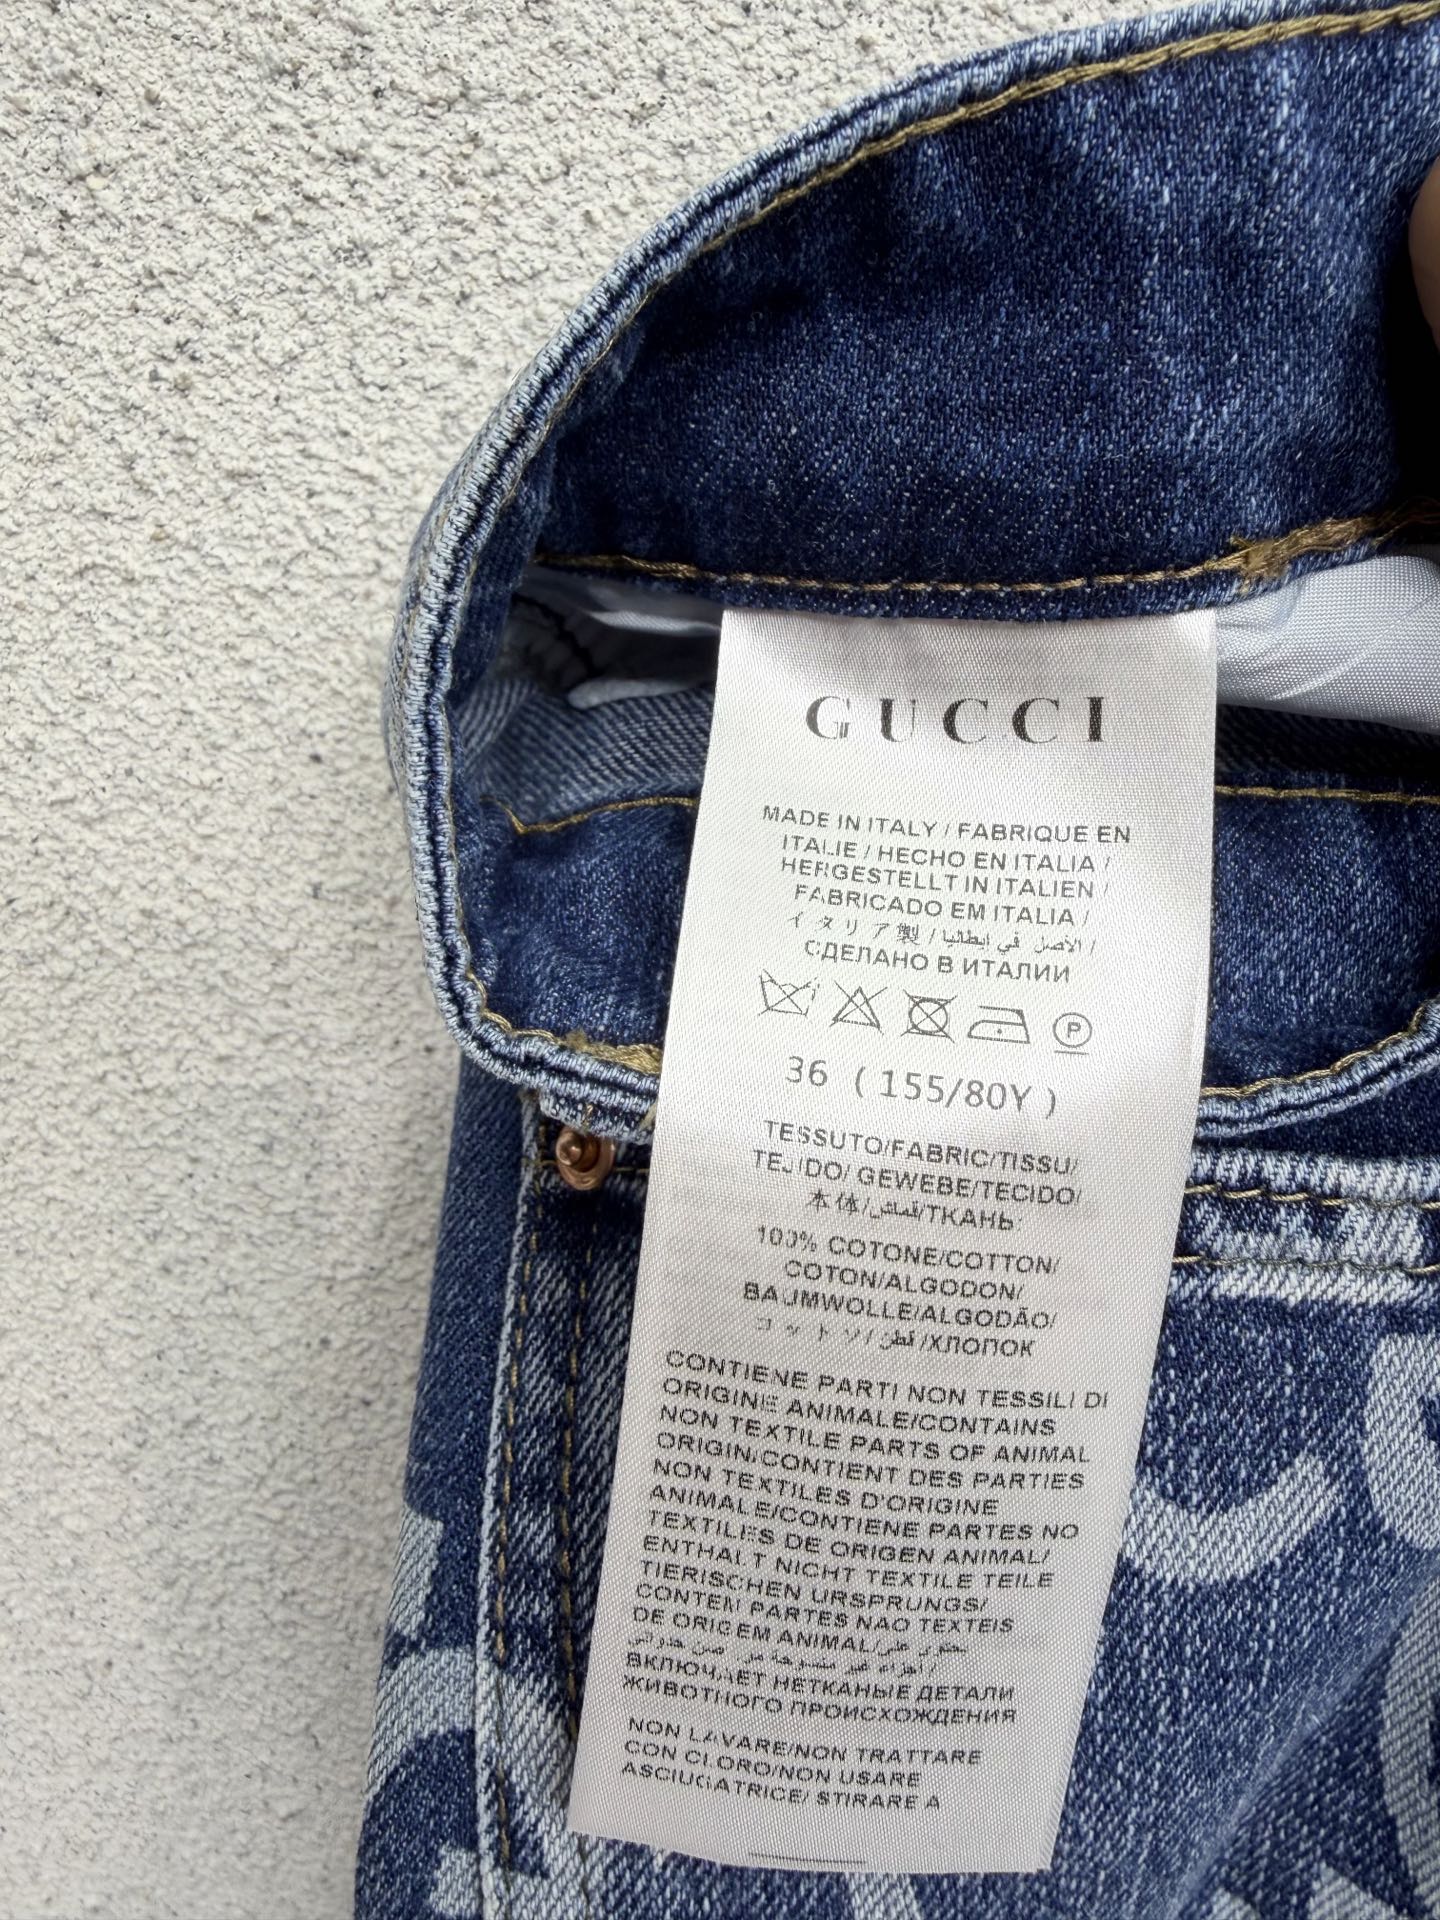 GUCCI
MADE IN ITALY / FABRIQUE EN
ITALIE / HECHO EN ITALIA /
HERGESTELLT IN ITALIEN /
FABRICADO EM ITALIA /
イタリア製 / الأصل في إيطاليا /
СДЕЛАНО В ИТАЛИИ
P
36 ( 155/80Y )
TESSUTO/FABRIC/TISSU/
TEJIDO/ GEWEBE/TECIDO/
本体/قماش/ТКАНЬ:
100% COTONE/COTTON/
COTON/ALGODON/
BAUMWOLLE/ALGODÃO/
コットン/ قطن /ХЛОПОК
CONTIENE PARTI NON TESSILI DI
ORIGINE ANIMALE/CONTAINS
NON TEXTILE PARTS OF ANIMAL
ORIGIN/CONTIENT DES PARTIES
NON TEXTILES D'ORIGINE
ANIMALE/CONTIENE PARTES NO
TEXTILES DE ORIGEN ANIMAL/
ENTHALT NICHT TEXTILE TEILE
TIERISCHEN URSPRUNGS/
CONTEM PARTES NAO TEXTEIS
DE ORIGEM ANIMAL/
ВКЛЮЧАЕТ НЕТКАНЫЕ ДЕТАЛИ
ЖИВОТНОГО ПРОИСХОЖДЕНИЯ
NON LAVARE/NON TRATTARE
CON CLORO/NON USARE
ASCIUGATRICE/ STIRARE A